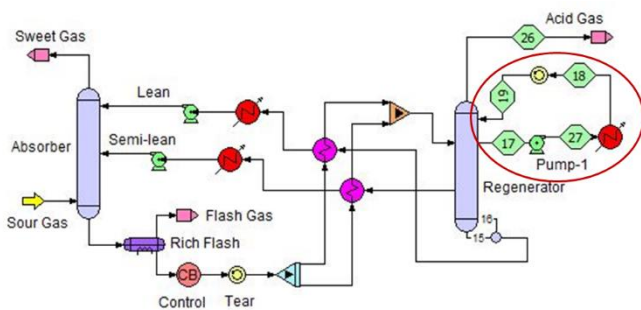 Sweet Gas
Acid Gas
26
Lean
19
18
Semi-lean
Absorber
17
27
Pump-1
Regenerator
Sour Gas
Flash Gas
16
15
Rich Flash
CB
Control
Tear